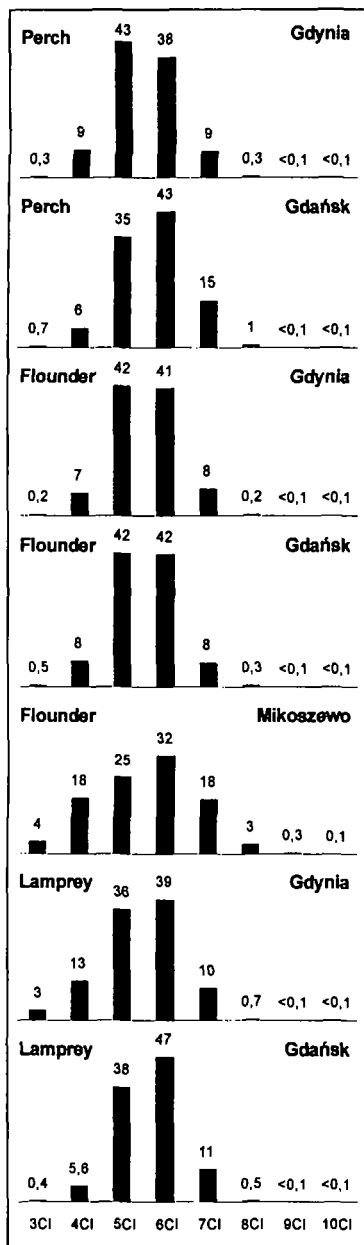 Perch Gdynia
43
38
9 9
0,3 0,3 <0,1 <0,1
Perch Gdańsk
43
35
15
6
0,7 1 <0,1 <0,1
Flounder Gdynia
42 41
7 8
0,2 0,2 <0,1 <0,1
Flounder Gdańsk
42 42
8 8
0,5 0,3 <0,1 <0,1
Flounder Mikoszewo
32
25
18 18
4 3 0,3 0,1
Lamprey Gdynia
36 39
13 10
3 0,7 <0,1 <0,1
Lamprey Gdańsk
47
38
11
5,6
0,4 0,5 <0,1 <0,1
3Cl 4Cl 5Cl 6Cl 7Cl 8Cl 9Cl 10Cl